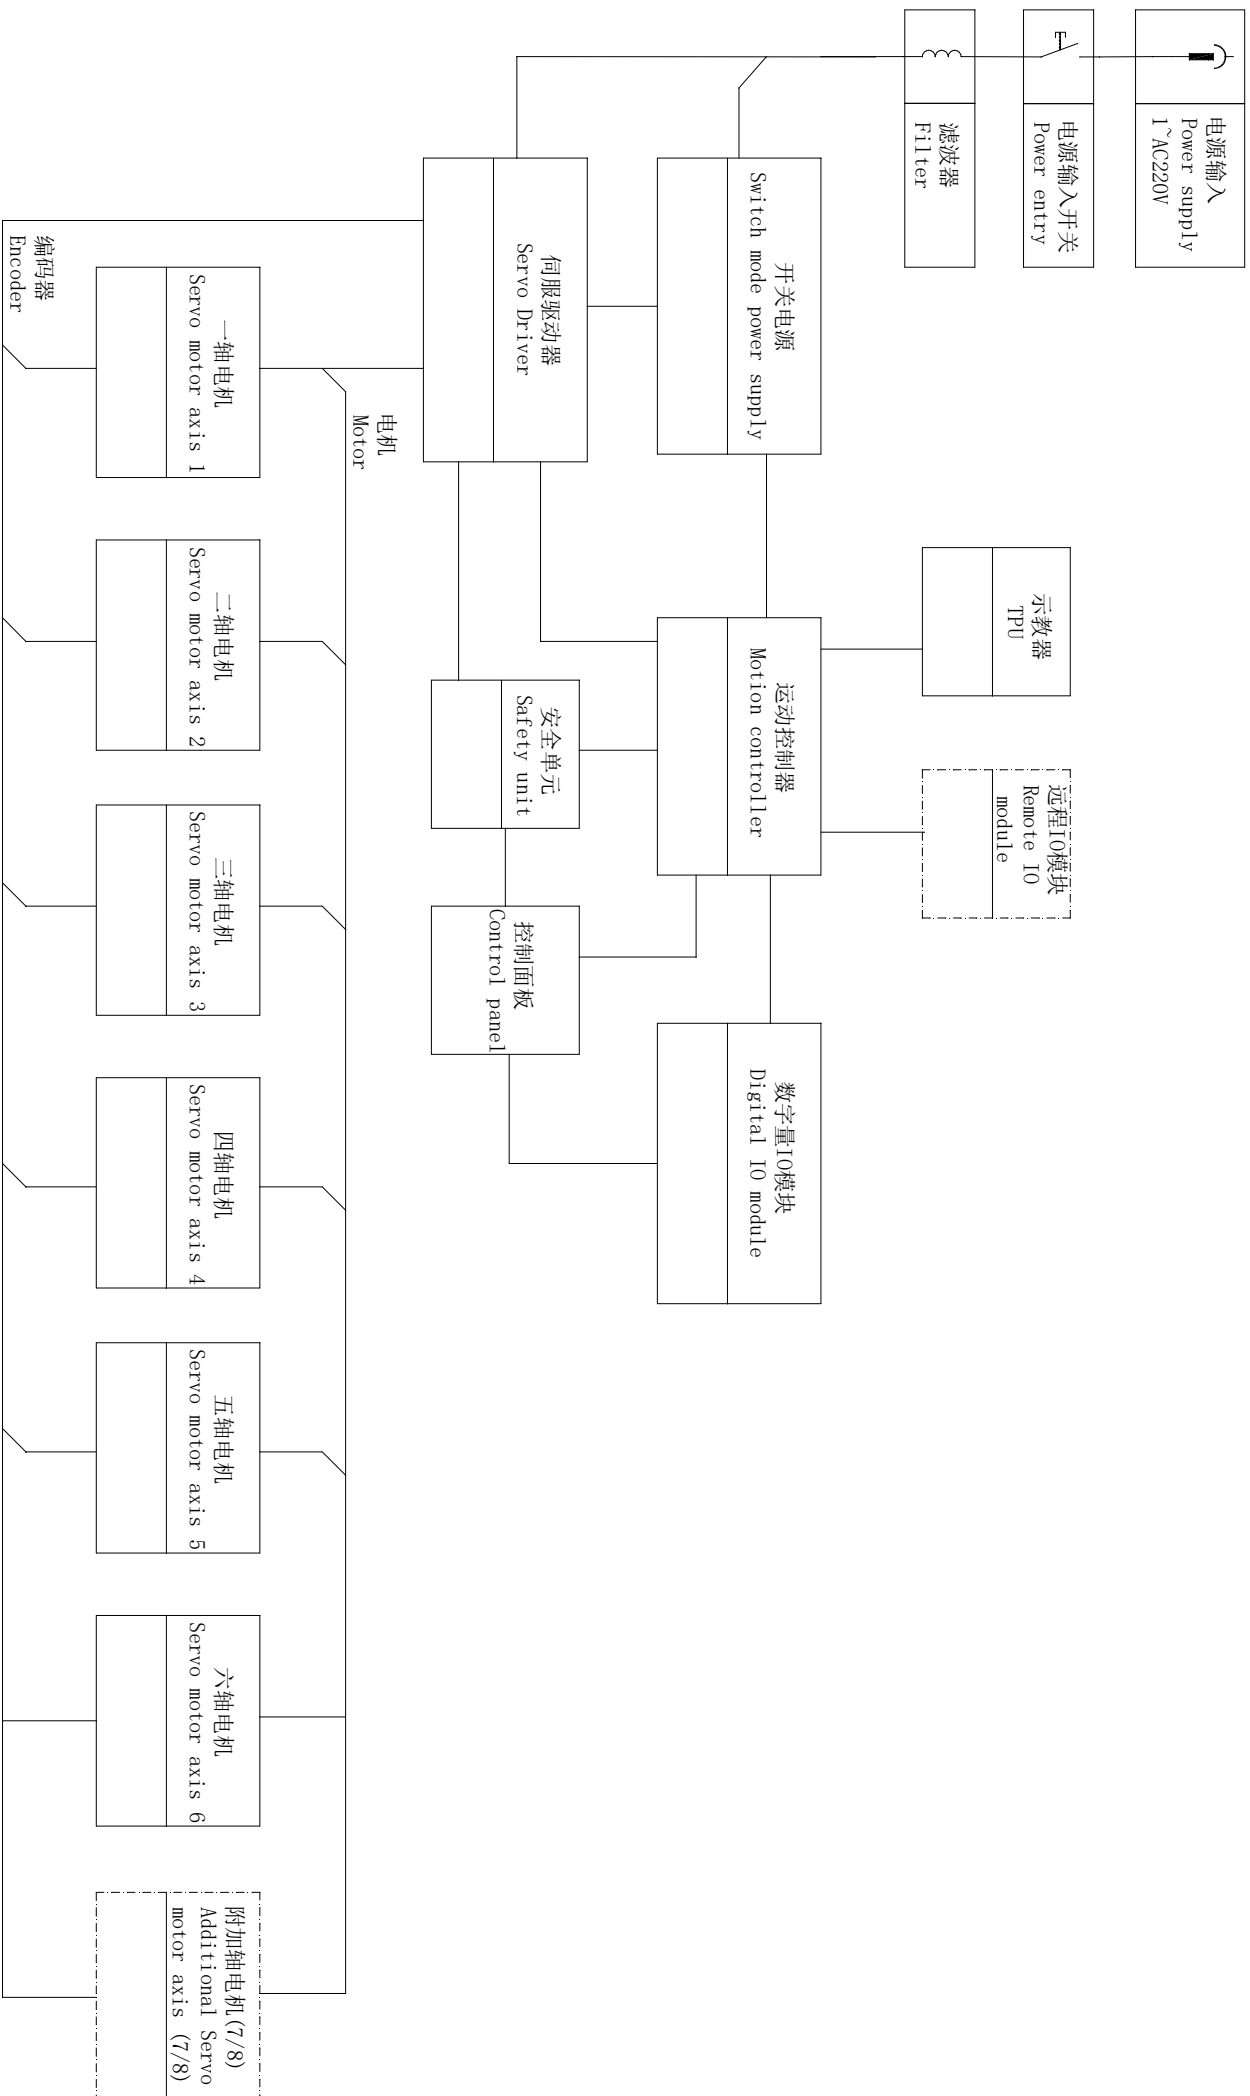 电源输入
Power supply
1~AC220V
电源输入开关
Power entry
滤波器
Filter
开关电源
Switch mode power supply
示教器
TPU
远程IO模块
Remote IO
module
运动控制器
Motion controller
数字量IO模块
Digital IO module
伺服驱动器
Servo Driver
安全单元
Safety unit
控制面板
Control panel
电机
Motor
编码器
Encoder
一轴电机
Servo motor axis 1
二轴电机
Servo motor axis 2
三轴电机
Servo motor axis 3
四轴电机
Servo motor axis 4
五轴电机
Servo motor axis 5
六轴电机
Servo motor axis 6
附加轴电机(7/8)
Additional Servo
motor axis (7/8)